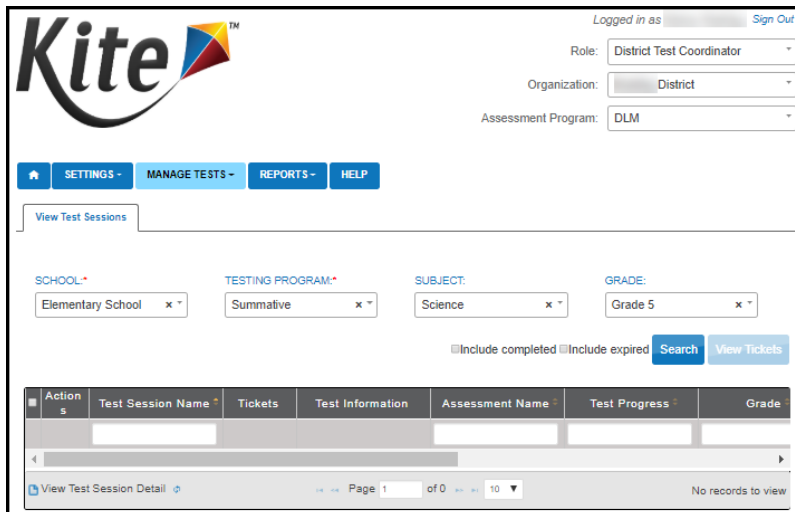 Kite TM
Logged in as Sign Out
Role: District Test Coordinator
Organization: District
Assessment Program: DLM
SETTINGS MANAGE TESTS REPORTS HELP
View Test Sessions
SCHOOL:* TESTING PROGRAM:* SUBJECT: GRADE:
Elementary School x Summative x Science x Grade 5 x
Include completed Include expired Search View Tickets
Action
s Test Session Name Tickets Test Information Assessment Name Test Progress Grade
View Test Session Detail Page 1 of 0 10 No records to view